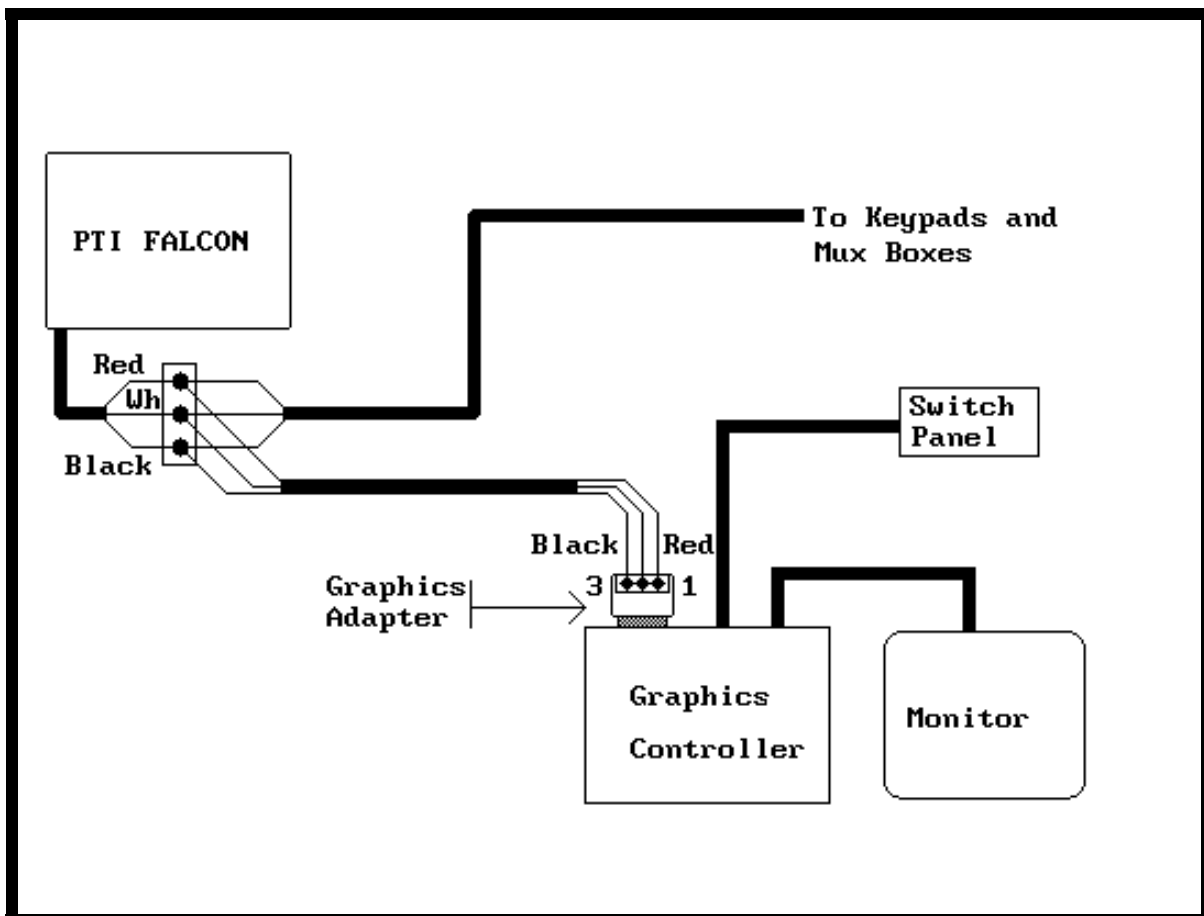 PTI FALCON
To Keypads and
Mux Boxes
Red
Wh
Black
Switch
Panel
Black
Red
Graphics
Adapter
3
1
Graphics
Controller
Monitor